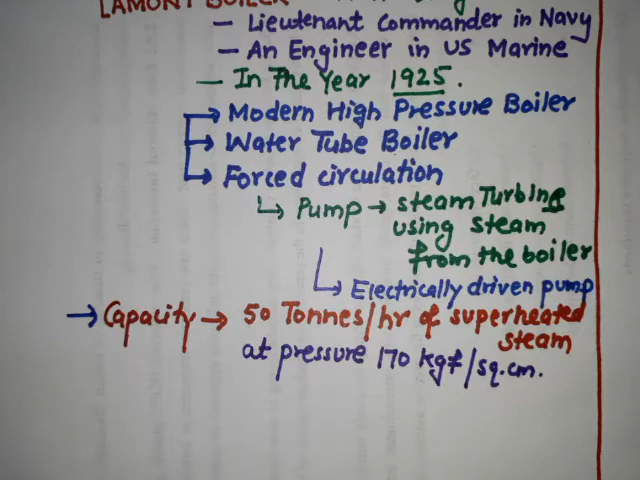 LAMONT BOILER
- Lieutenant Commander in Navy
- An Engineer in US Marine
- In The Year 1925.
→ Modern High Pressure Boiler
→ Water Tube Boiler
→ Forced circulation
↳ Pump → steam Turbine
using steam
from the boiler
↳ Electrically driven pump
→ Capacity → 50 Tonnes/hr of superheated
steam
at pressure 170 kgf/sq.cm.